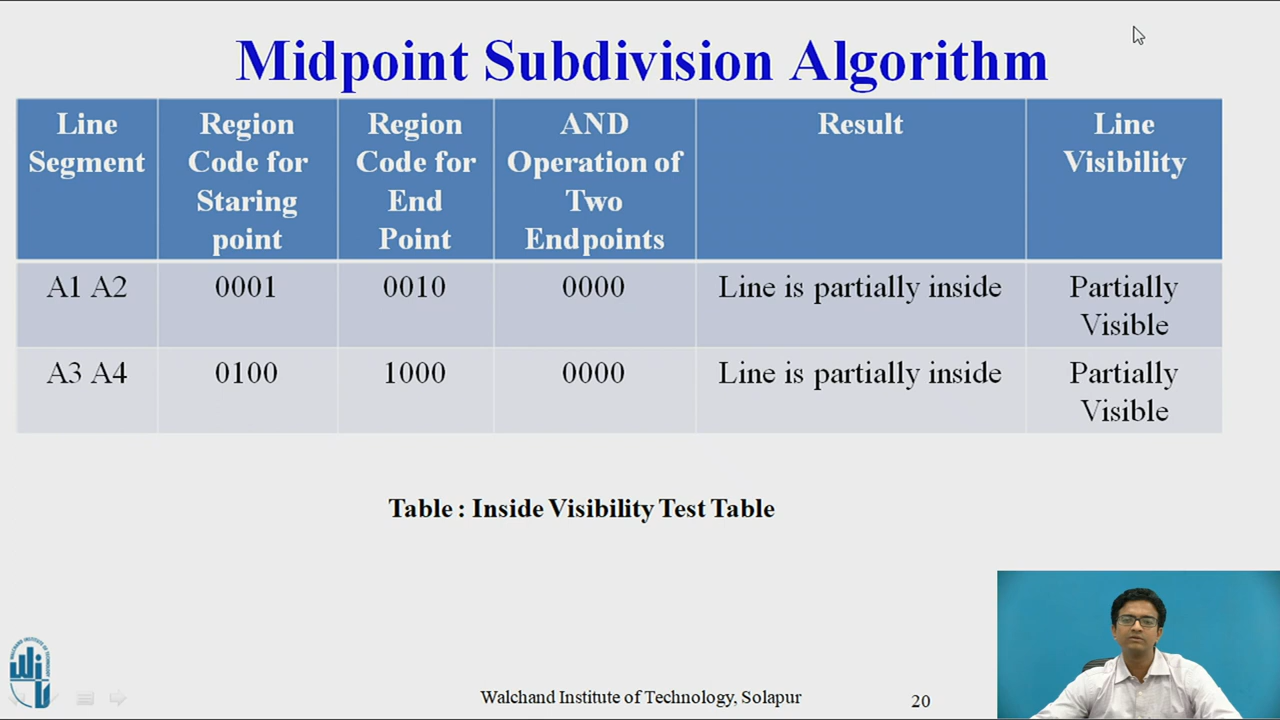 Midpoint Subdivision Algorithm
Line Segment
Region Code for Staring point
Region Code for End Point
AND Operation of Two Endpoints
Result
Line Visibility
A1 A2
0001
0010
0000
Line is partially inside
Partially Visible
A3 A4
0100
1000
0000
Line is partially inside
Partially Visible
Table : Inside Visibility Test Table
Walchand Institute of Technology, Solapur
20